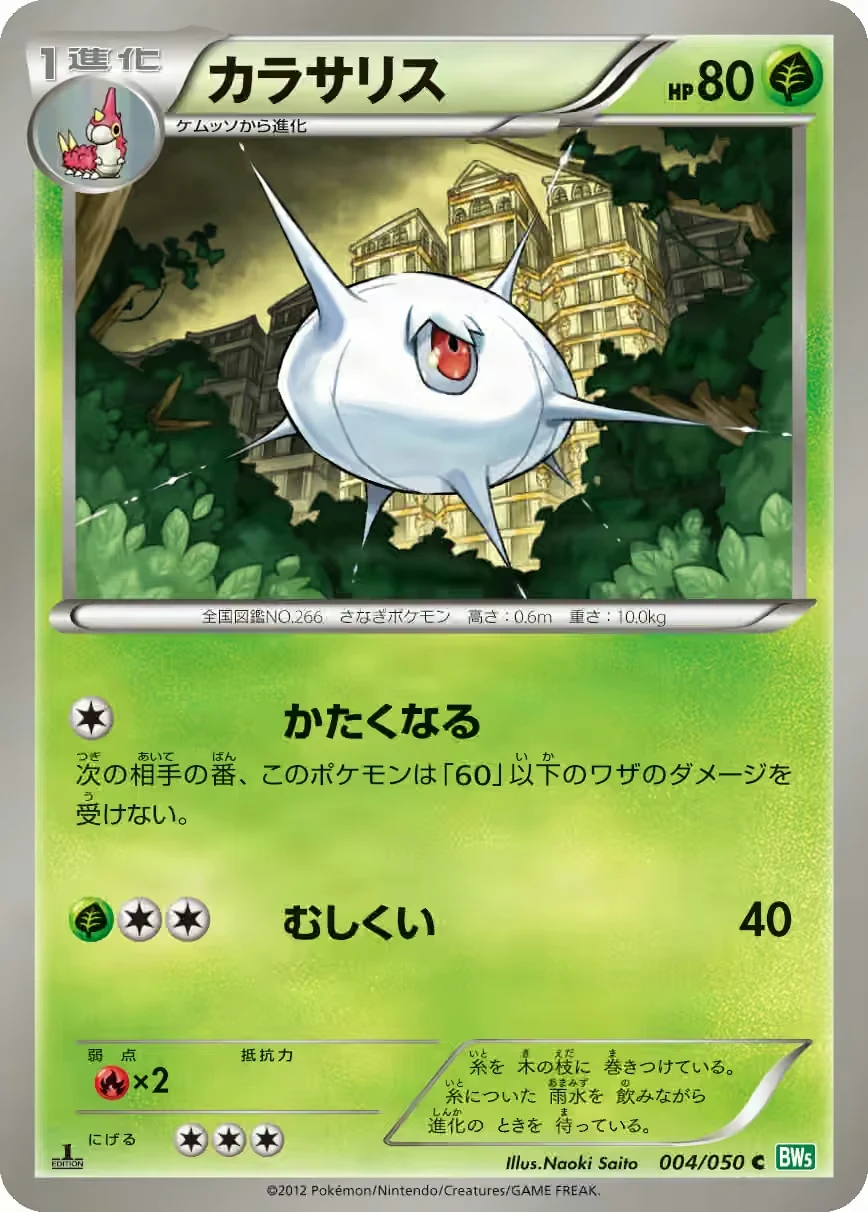 1進化
カラサリス
HP80
ケムッソから進化
全国図鑑NO.266 さなぎポケモン 高さ:0.6m 重さ:10.0kg
かたくなる
次の相手の番、このポケモンは「60」以下のワザのダメージを
受けない。
むしくい 40
弱点 抵抗力
×2
にげる
糸を 木の枝に 巻きつけている。
糸についた 雨水を 飲みながら
進化の ときを 待っている。
1 EDITION
Illus.Naoki Saito 004/050 C BW5
©2012 Pokémon/Nintendo/Creatures/GAME FREAK.